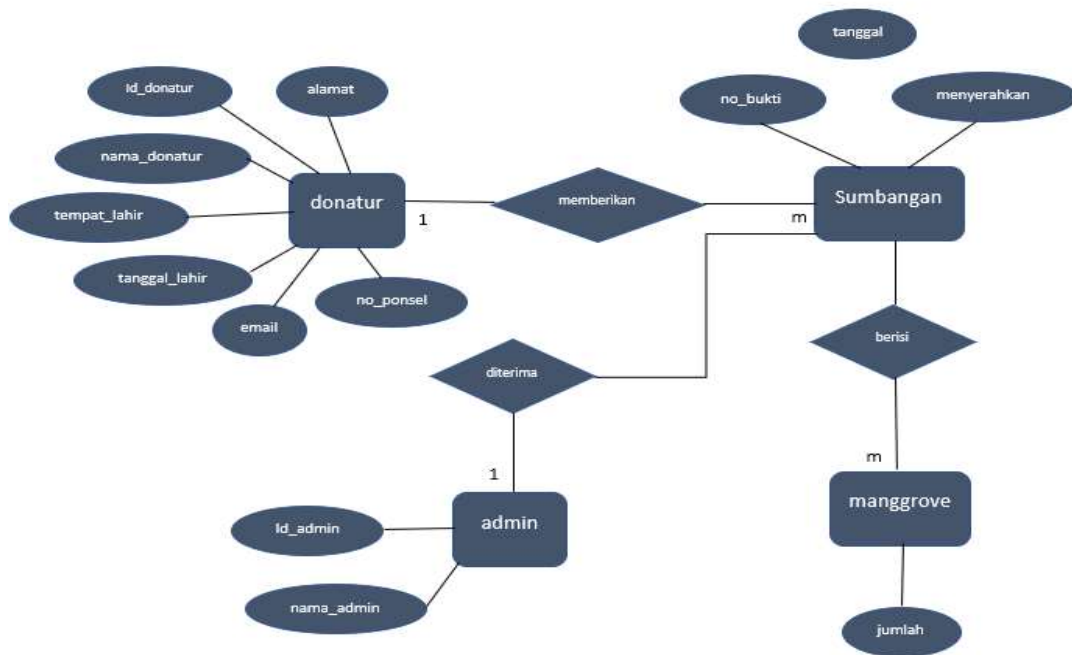 tanggal
Id_donatur
alamat
no_bukti
menyerahkan
nama_donatur
donatur
memberikan
Sumbangan
tempat_lahir
1
m
tanggal_lahir
no_ponsel
email
berisi
diterima
m
1
manggrove
admin
Id_admin
nama_admin
jumlah